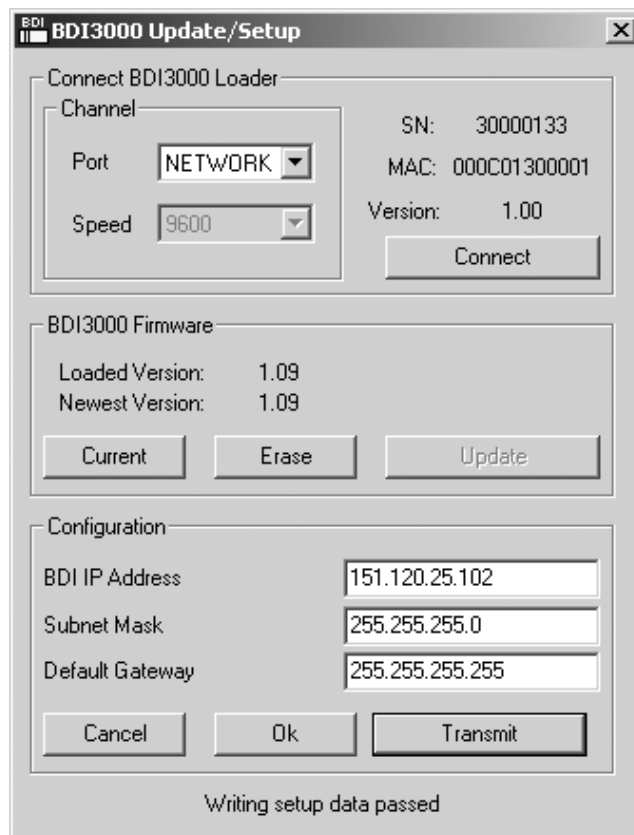 BDI BDI3000 Update/Setup
Connect BDI3000 Loader
Channel
Port NETWORK
Speed 9600
SN: 30000133
MAC: 000C01300001
Version: 1.00
Connect
BDI3000 Firmware
Loaded Version: 1.09
Newest Version: 1.09
Current Erase Update
Configuration
BDI IP Address 151.120.25.102
Subnet Mask 255.255.255.0
Default Gateway 255.255.255.255
Cancel Ok Transmit
Writing setup data passed